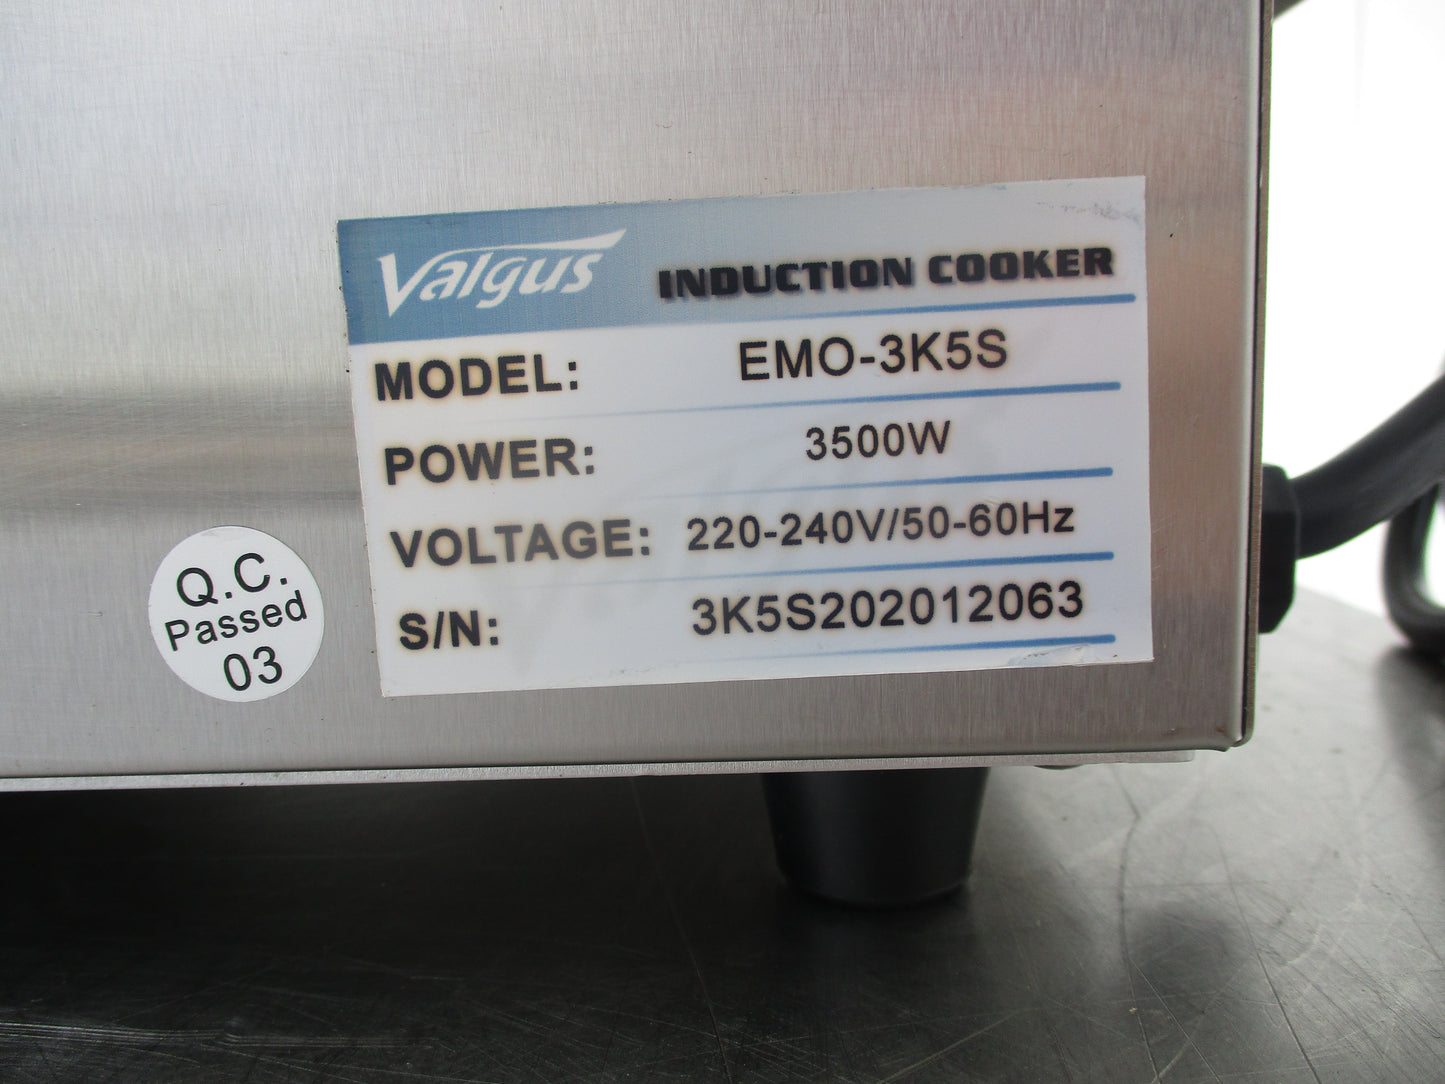 Valgus INDUCTION COOKER
MODEL: EMO-3K5S
POWER: 3500W
VOLTAGE: 220-240V/50-60Hz
S/N: 3K5S202012063
Q.C.
Passed
03